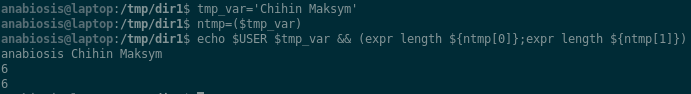 anabiosis@laptop:/tmp/dir1$ tmp_var='Chihin Maksym'
anabiosis@laptop:/tmp/dir1$ ntmp=($tmp_var)
anabiosis@laptop:/tmp/dir1$ echo $USER $tmp_var && (expr length ${ntmp[0]};expr length ${ntmp[1]})
anabiosis Chihin Maksym
6
6